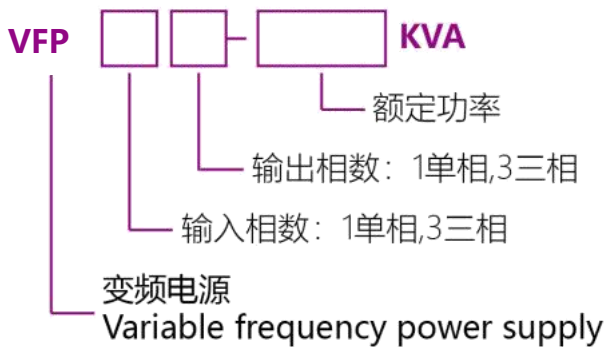 VFP - KVA
额定功率
输出相数：1单相,3三相
输入相数：1单相,3三相
变频电源
Variable frequency power supply